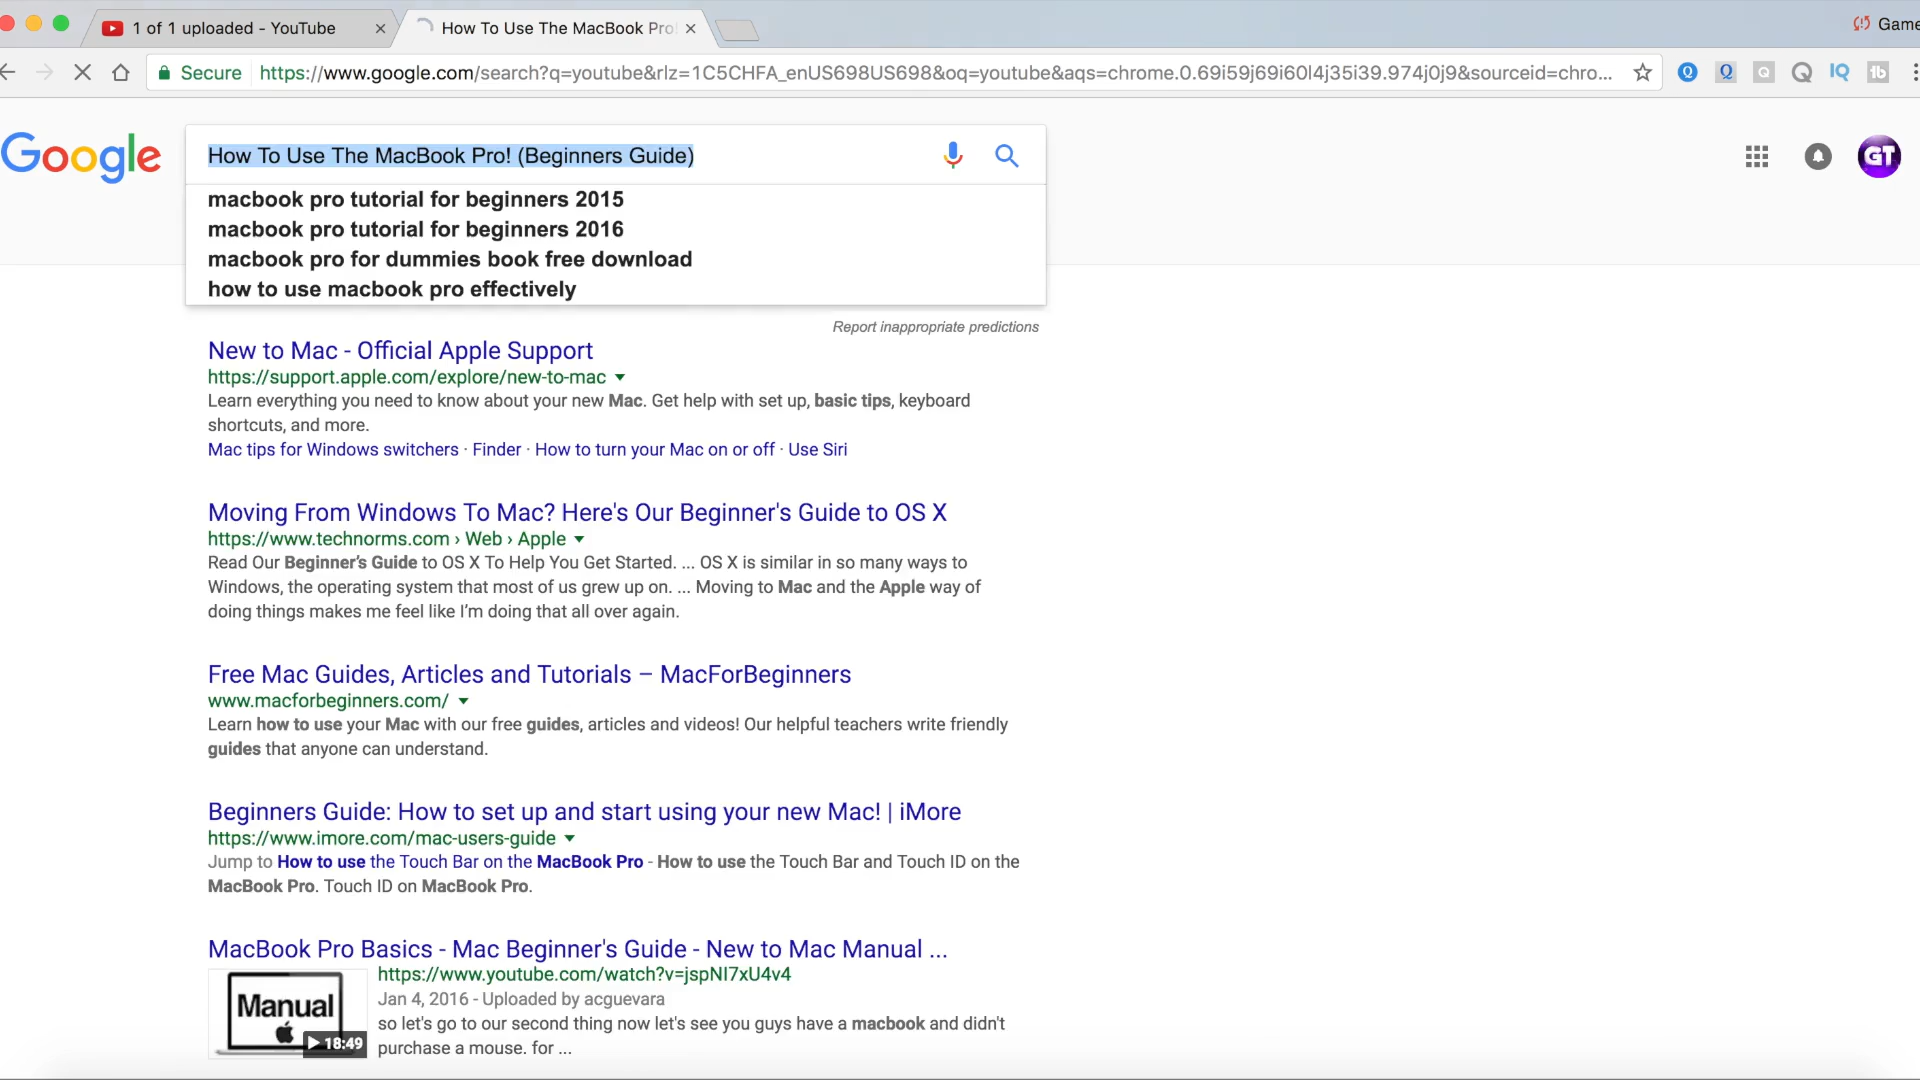 1 of 1 uploaded - YouTube
How To Use The MacBook Pro!
Game
Secure
https://www.google.com/search?q=youtube&rlz=1C5CHFA_enUS698US698&oq=youtube&aqs=chrome.0.69i59j69i60l4j35i39.974j0j9&sourceid=chro...
Q Q Q Q IQ tb
Google
How To Use The MacBook Pro! (Beginners Guide)
GT
macbook pro tutorial for beginners 2015
macbook pro tutorial for beginners 2016
macbook pro for dummies book free download
how to use macbook pro effectively
Report inappropriate predictions
New to Mac - Official Apple Support
https://support.apple.com/explore/new-to-mac
Learn everything you need to know about your new Mac. Get help with set up, basic tips, keyboard
shortcuts, and more.
Mac tips for Windows switchers · Finder · How to turn your Mac on or off · Use Siri
Moving From Windows To Mac? Here's Our Beginner's Guide to OS X
https://www.technorms.com › Web › Apple
Read Our Beginner's Guide to OS X To Help You Get Started. ... OS X is similar in so many ways to
Windows, the operating system that most of us grew up on. ... Moving to Mac and the Apple way of
doing things makes me feel like I'm doing that all over again.
Free Mac Guides, Articles and Tutorials – MacForBeginners
www.macforbeginners.com/
Learn how to use your Mac with our free guides, articles and videos! Our helpful teachers write friendly
guides that anyone can understand.
Beginners Guide: How to set up and start using your new Mac! | iMore
https://www.imore.com/mac-users-guide
Jump to How to use the Touch Bar on the MacBook Pro - How to use the Touch Bar and Touch ID on the
MacBook Pro. Touch ID on MacBook Pro.
MacBook Pro Basics - Mac Beginner's Guide - New to Mac Manual ...
https://www.youtube.com/watch?v=jspNI7xU4v4
Jan 4, 2016 - Uploaded by acguevara
Manual
18:49
so let's go to our second thing now let's see you guys have a macbook and didn't
purchase a mouse. for ...